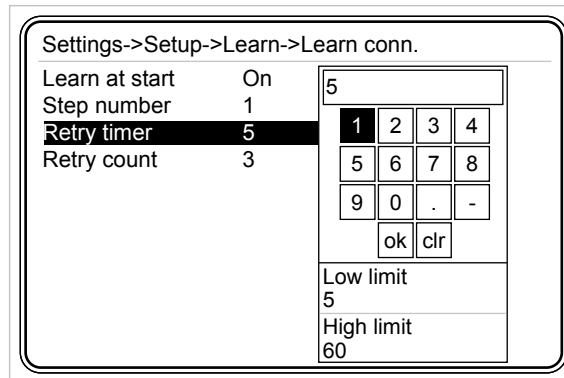 Settings->Setup->Learn->Learn conn.
Learn at start On
Step number 1
Retry timer 5
Retry count 3
5
1 2 3 4
5 6 7 8
9 0 . -
ok clr
Low limit
5
High limit
60